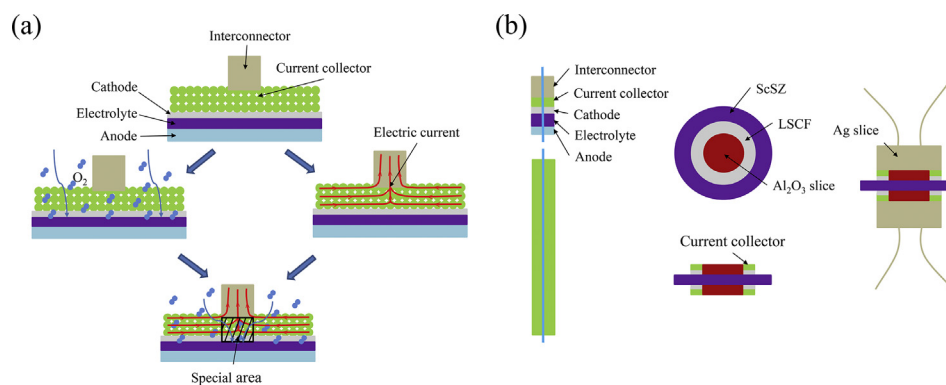 (a)
Interconnector
Current collector
Cathode
Electrolyte
Anode
O2
Electric current
Special area
(b)
Interconnector
Current collector
Cathode
Electrolyte
Anode
ScSZ
LSCF
Al2O3 slice
Ag slice
Current collector